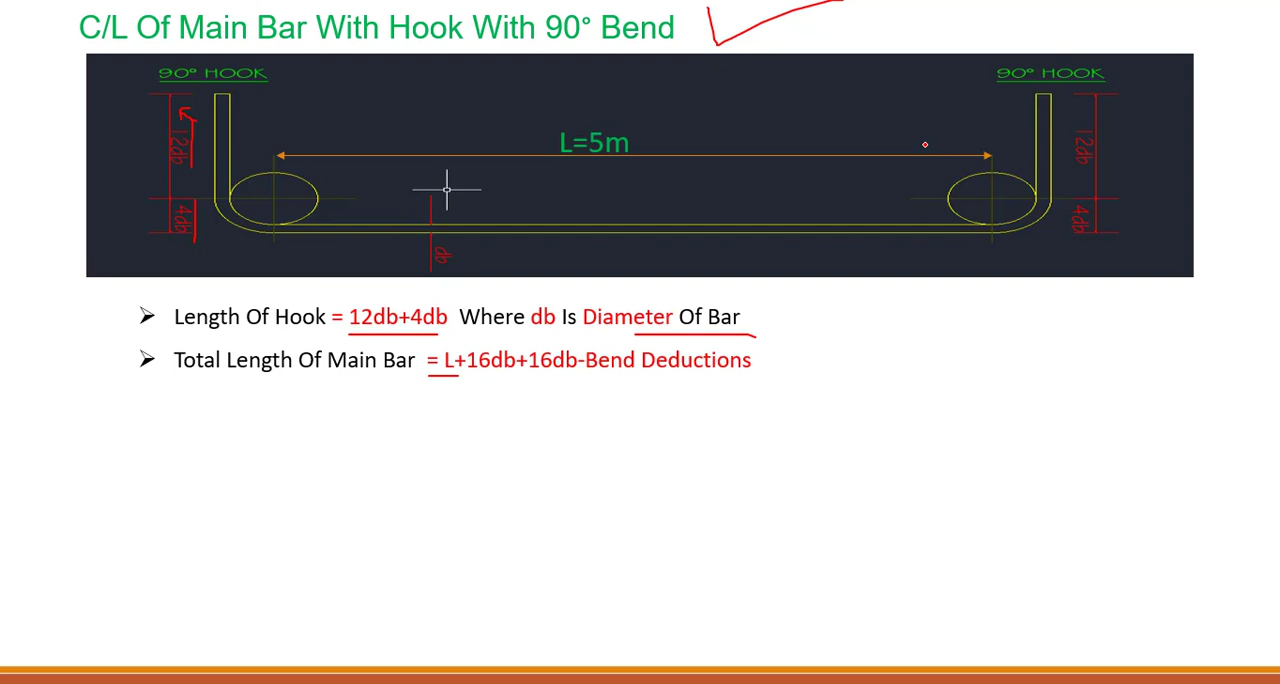 C/L Of Main Bar With Hook With 90° Bend
90° HOOK
90° HOOK
12db
L=5m
12db
4db
4db
db
➢ Length Of Hook = 12db+4db Where db Is Diameter Of Bar
➢ Total Length Of Main Bar = L+16db+16db-Bend Deductions